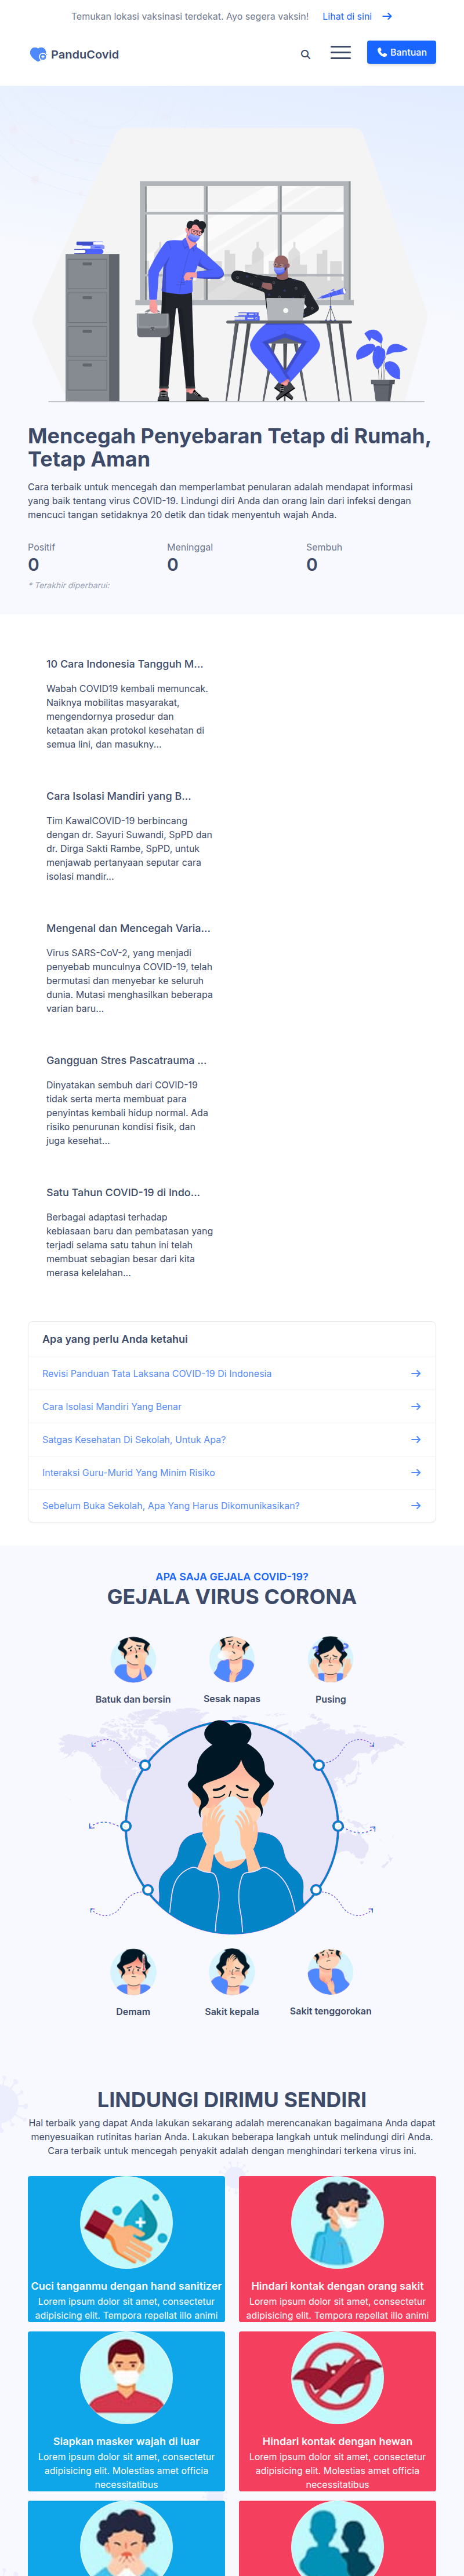 Temukan lokasi vaksinasi terdekat. Ayo segera vaksin! Lihat di sini
PanduCovid
Bantuan
Mencegah Penyebaran Tetap di Rumah,
Tetap Aman
Cara terbaik untuk mencegah dan memperlambat penularan adalah mendapat informasi
yang baik tentang virus COVID-19. Lindungi diri Anda dan orang lain dari infeksi dengan
mencuci tangan setidaknya 20 detik dan tidak menyentuh wajah Anda.
Positif Meninggal Sembuh
0 0 0
* Terakhir diperbarui:
10 Cara Indonesia Tangguh M...
Wabah COVID19 kembali memuncak.
Naiknya mobilitas masyarakat,
mengendornya prosedur dan
ketaatan akan protokol kesehatan di
semua lini, dan masukny...
Cara Isolasi Mandiri yang B...
Tim KawalCOVID-19 berbincang
dengan dr. Sayuri Suwandi, SpPD dan
dr. Dirga Sakti Rambe, SpPD, untuk
menjawab pertanyaan seputar cara
isolasi mandir...
Mengenal dan Mencegah Varia...
Virus SARS-CoV-2, yang menjadi
penyebab munculnya COVID-19, telah
bermutasi dan menyebar ke seluruh
dunia. Mutasi menghasilkan beberapa
varian baru...
Gangguan Stres Pascatrauma ...
Dinyatakan sembuh dari COVID-19
tidak serta merta membuat para
penyintas kembali hidup normal. Ada
risiko penurunan kondisi fisik, dan
juga kesehat...
Satu Tahun COVID-19 di Indo...
Berbagai adaptasi terhadap
kebiasaan baru dan pembatasan yang
terjadi selama satu tahun ini telah
membuat sebagian besar dari kita
merasa kelelahan...
Apa yang perlu Anda ketahui
Revisi Panduan Tata Laksana COVID-19 Di Indonesia
Cara Isolasi Mandiri Yang Benar
Satgas Kesehatan Di Sekolah, Untuk Apa?
Interaksi Guru-Murid Yang Minim Risiko
Sebelum Buka Sekolah, Apa Yang Harus Dikomunikasikan?
APA SAJA GEJALA COVID-19?
GEJALA VIRUS CORONA
Batuk dan bersin Sesak napas Pusing
Demam Sakit kepala Sakit tenggorokan
LINDUNGI DIRIMU SENDIRI
Hal terbaik yang dapat Anda lakukan sekarang adalah merencanakan bagaimana Anda dapat
menyesuaikan rutinitas harian Anda. Lakukan beberapa langkah untuk melindungi diri Anda.
Cara terbaik untuk mencegah penyakit adalah dengan menghindari terkena virus ini.
Cuci tanganmu dengan hand sanitizer
Lorem ipsum dolor sit amet, consectetur
adipisicing elit. Tempora repellat illo animi
Hindari kontak dengan orang sakit
Lorem ipsum dolor sit amet, consectetur
adipisicing elit. Tempora repellat illo animi
Siapkan masker wajah di luar
Lorem ipsum dolor sit amet, consectetur
adipisicing elit. Molestias amet officia
necessitatibus
Hindari kontak dengan hewan
Lorem ipsum dolor sit amet, consectetur
adipisicing elit. Molestias amet officia
necessitatibus